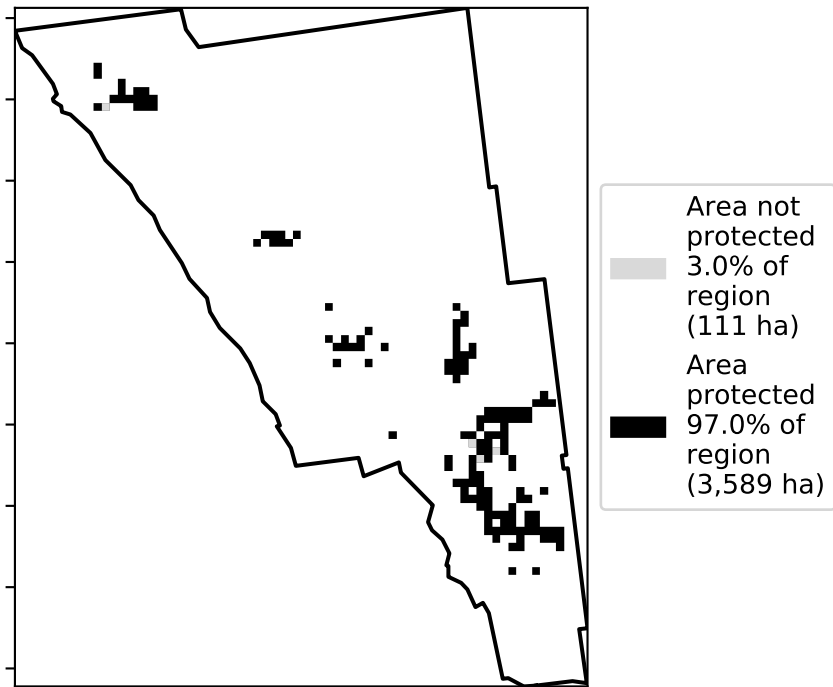 Area not
protected
3.0% of
region
(111 ha)
Area
protected
97.0% of
region
(3,589 ha)